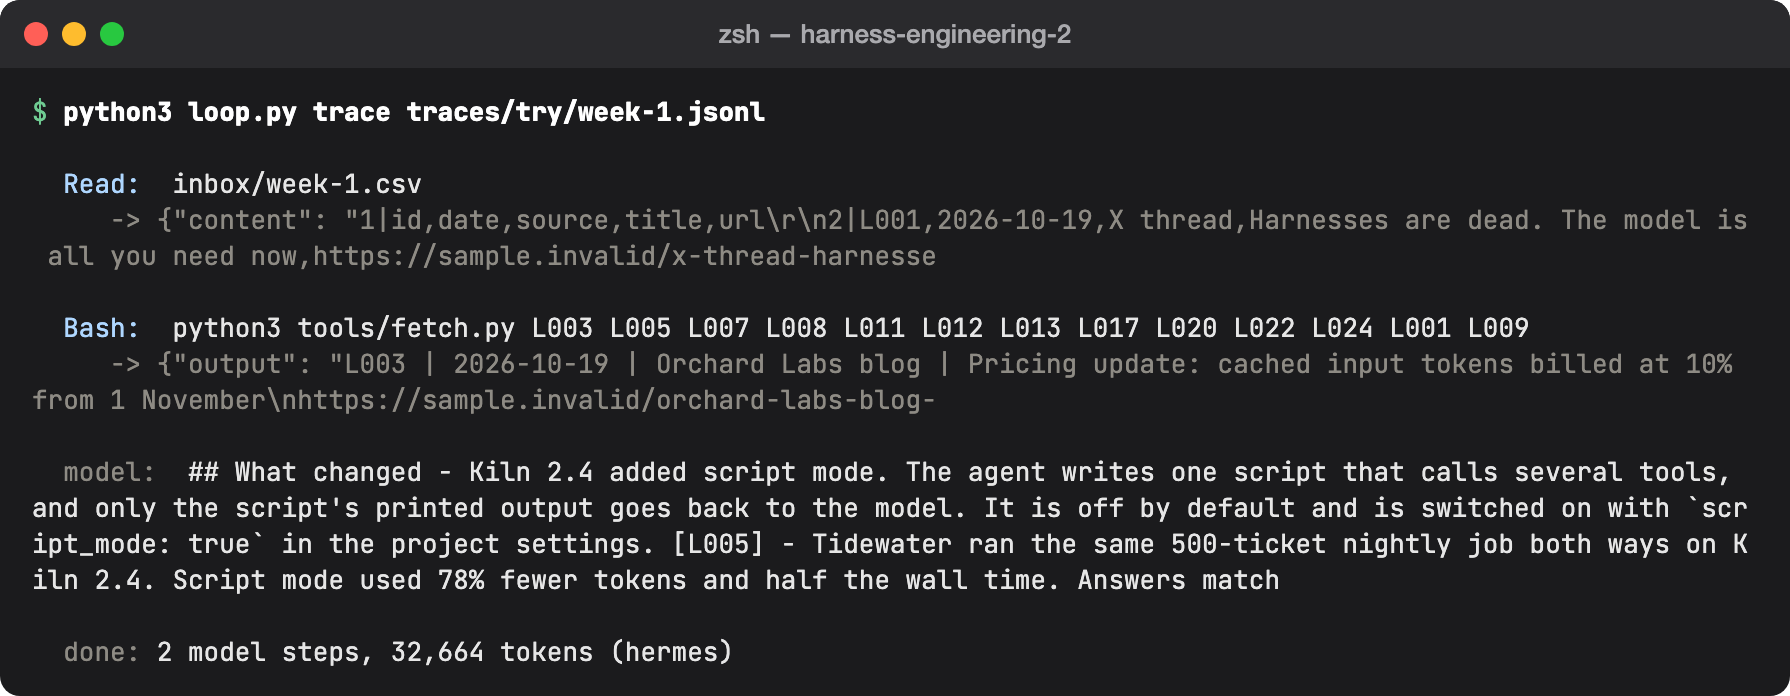 zsh — harness-engineering-2
$ python3 loop.py trace traces/try/week-1.jsonl
Read:  inbox/week-1.csv
-> {"content": "1|id,date,source,title,url\r\n2|L001,2026-10-19,X thread,Harnesses are dead. The model is
all you need now,https://sample.invalid/x-thread-harnesse
Bash:  python3 tools/fetch.py L003 L005 L007 L008 L011 L012 L013 L017 L020 L022 L024 L001 L009
-> {"output": "L003 | 2026-10-19 | Orchard Labs blog | Pricing update: cached input tokens billed at 10%
from 1 November\nhttps://sample.invalid/orchard-labs-blog-
model:  ## What changed - Kiln 2.4 added script mode. The agent writes one script that calls several tools,
and only the script's printed output goes back to the model. It is off by default and is switched on with `scr
ipt_mode: true` in the project settings. [L005] - Tidewater ran the same 500-ticket nightly job both ways on K
iln 2.4. Script mode used 78% fewer tokens and half the wall time. Answers match
done: 2 model steps, 32,664 tokens (hermes)